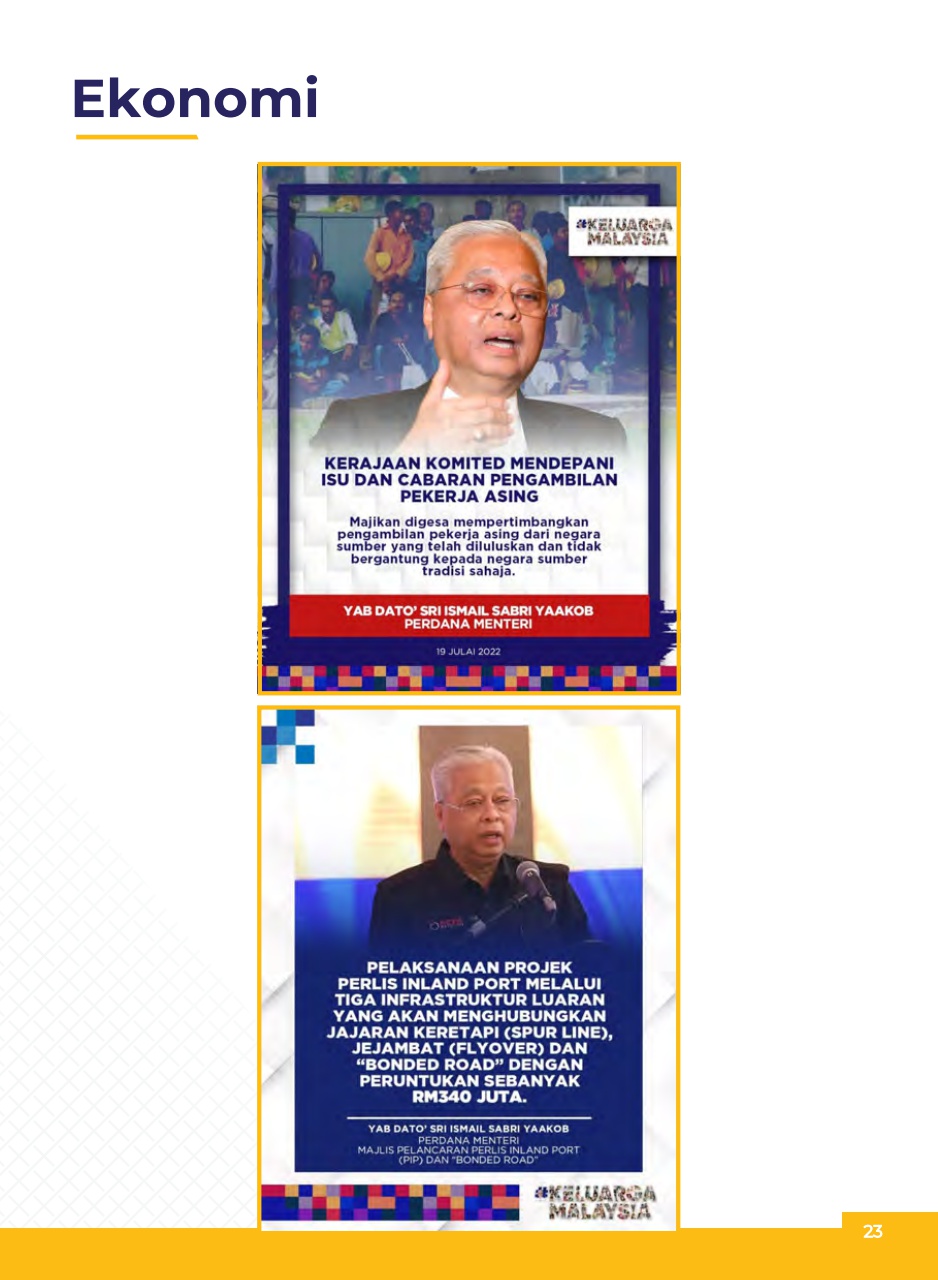 Ekonomi
#KELUARGA
MALAYSIA
KERAJAAN KOMITED MENDEPANI
ISU DAN CABARAN PENGAMBILAN
PEKERJA ASING
Majikan digesa mempertimbangkan
pengambilan pekerja asing dari negara
sumber yang telah diluluskan dan tidak
bergantung kepada negara sumber
tradisi sahaja.
YAB DATO' SRI ISMAIL SABRI YAAKOB
PERDANA MENTERI
19 JULAI 2022
PELAKSANAAN PROJEK
PERLIS INLAND PORT MELALUI
TIGA INFRASTRUKTUR LUARAN
YANG AKAN MENGHUBUNGKAN
JAJARAN KERETAPI (SPUR LINE),
JEJAMBAT (FLYOVER) DAN
“BONDED ROAD” DENGAN
PERUNTUKAN SEBANYAK
RM340 JUTA.
YAB DATO' SRI ISMAIL SABRI YAAKOB
PERDANA MENTERI
MAJLIS PELANCARAN PERLIS INLAND PORT
(PIP) DAN “BONDED ROAD”
#KELUARGA
MALAYSIA
23